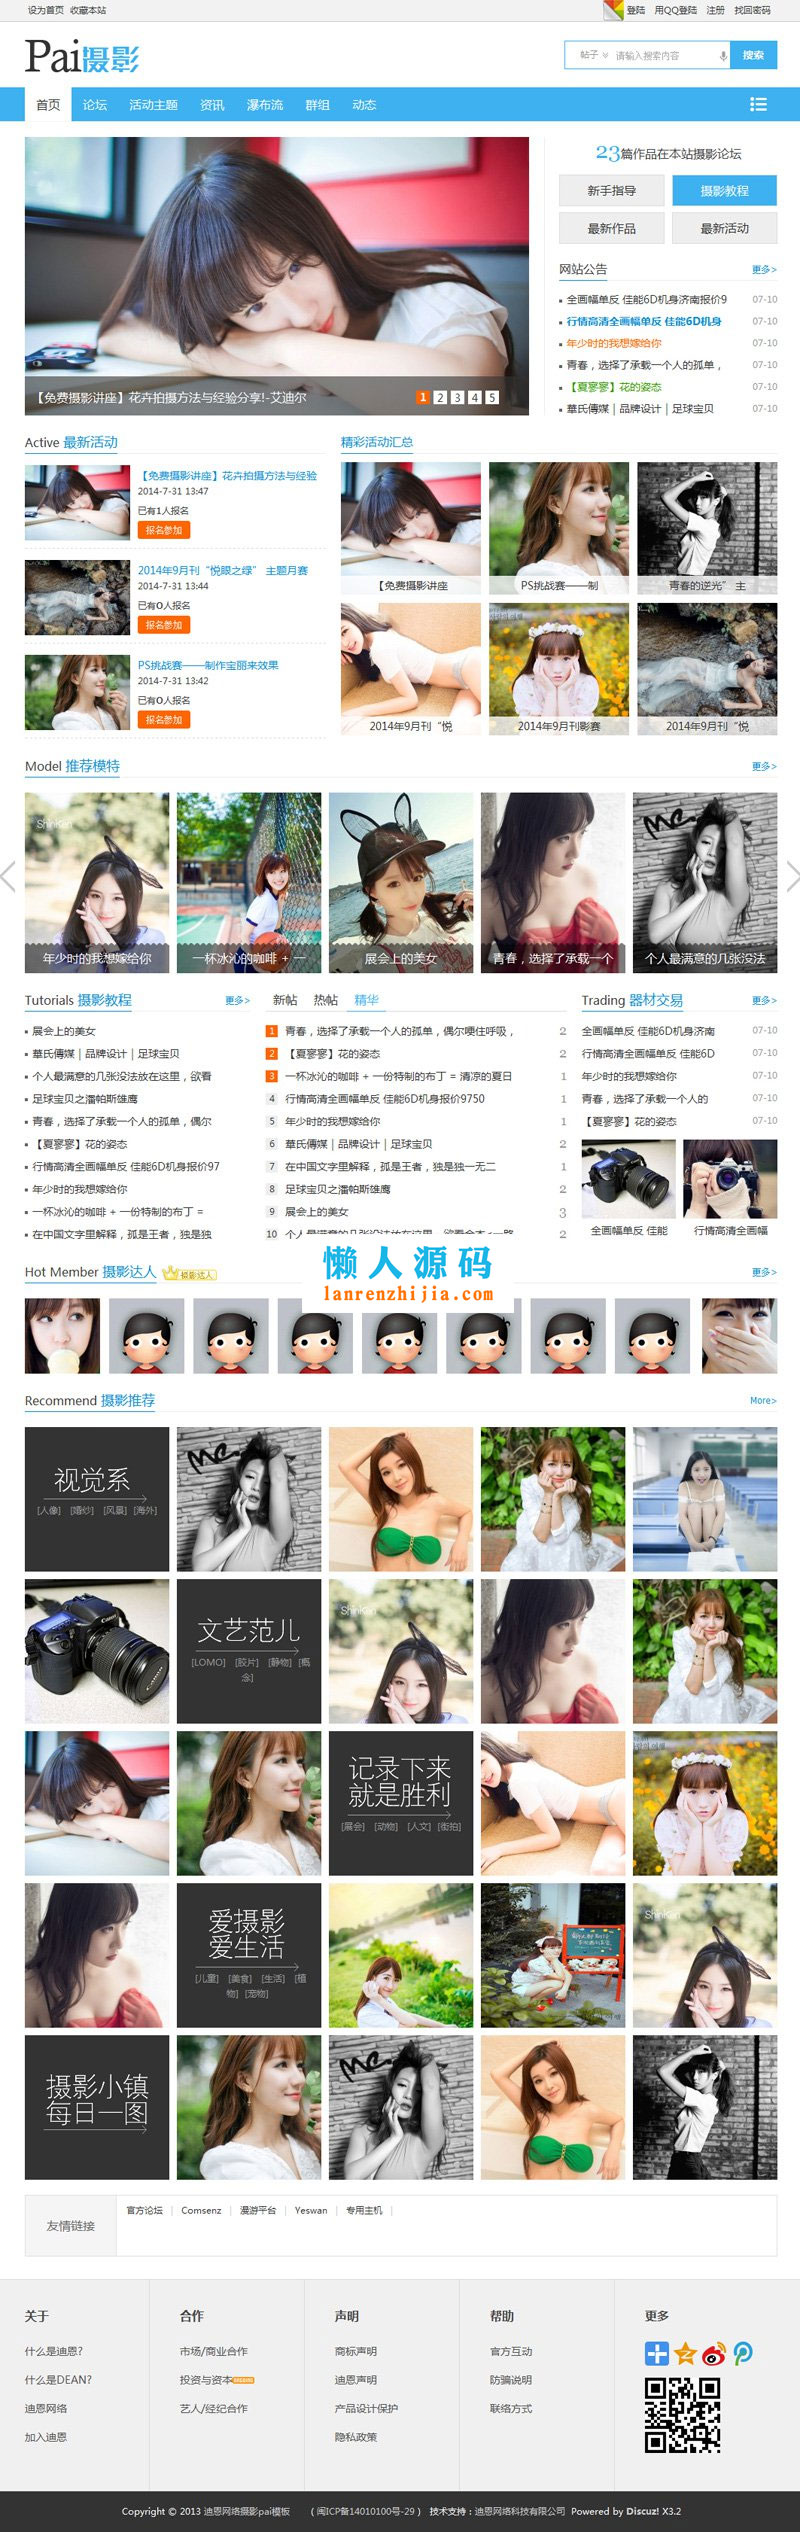 设为首页 收藏本站
登陆 用QQ登陆 注册 找回密码
Pai摄影
帖子 请输入搜索内容 搜索
首页 论坛 活动主题 资讯 瀑布流 群组 动态
【免费摄影讲座】花卉拍摄方法与经验分享!-艾迪尔
1 2 3 4 5
23篇作品在本站摄影论坛
新手指导 摄影教程
最新作品 最新活动
网站公告 更多>
全画幅单反 佳能6D机身济南报价9 07-10
行情高清全画幅单反 佳能6D机身 07-10
年少时的我想嫁给你 07-10
青春，选择了承载一个人的孤单， 07-10
【夏寥寥】花的姿态 07-10
華氏傳媒 | 品牌设计 | 足球宝贝 07-10
Active 最新活动
【免费摄影讲座】花卉拍摄方法与经验
2014-7-31 13:47
已有1人报名
报名参加
2014年9月刊“悦眼之绿” 主题月赛
2014-7-31 13:44
已有0人报名
报名参加
PS挑战赛——制作宝丽来效果
2014-7-31 13:42
已有0人报名
报名参加
精彩活动汇总
【免费摄影讲座 PS挑战赛——制 青春的逆光” 主
2014年9月刊“悦 2014年9月刊影赛 2014年9月刊“悦
Model 推荐模特 更多>
ShinKen
年少时的我想嫁给你 一杯冰沁的咖啡 + 一 展会上的美女 青春，选择了承载一个 个人最满意的几张没法
Tutorials 摄影教程 更多>
展会上的美女
華氏傳媒 | 品牌设计 | 足球宝贝
个人最满意的几张没法放在这里，欲看
足球宝贝之潘帕斯雄鹰
青春，选择了承载一个人的孤单，偶尔
【夏寥寥】花的姿态
行情高清全画幅单反 佳能6D机身报价97
年少时的我想嫁给你
一杯冰沁的咖啡 + 一份特制的布丁 =
在中国文字里解释，孤是王者，独是独
新帖 热帖 精华
1 青春，选择了承载一个人的孤单，偶尔哽住呼吸， 2
2 【夏寥寥】花的姿态 2
3 一杯冰沁的咖啡 + 一份特制的布丁 = 清凉的夏日 1
4 行情高清全画幅单反 佳能6D机身报价9750 1
5 年少时的我想嫁给你 1
6 華氏傳媒 | 品牌设计 | 足球宝贝 2
7 在中国文字里解释，孤是王者，独是独一无二 1
8 足球宝贝之潘帕斯雄鹰 2
9 展会上的美女 3
10 个人最满意的几张没法放在这里 2
Trading 器材交易 更多>
全画幅单反 佳能6D机身济南 07-10
行情高清全画幅单反 佳能6D 07-10
年少时的我想嫁给你 07-10
青春，选择了承载一个人的 07-10
【夏寥寥】花的姿态 07-10
全画幅单反 佳能 行情高清全画幅
懒人源码
lanrenzhijia.com
Hot Member 摄影达人 摄影达人 更多>
Recommend 摄影推荐 More>
视觉系
[人像] [婚纱] [风景] [海外]
文艺范儿
[LOMO] [胶片] [静物] [概念]
ShinKen
记录下来
就是胜利
[展会] [动物] [人文] [街拍]
爱摄影
爱生活
[儿童] [美食] [生活] [植物] [宠物]
ShinKen
摄影小镇
每日一图
友情链接
官方论坛 | Comsenz | 漫游平台 | Yeswan | 专用主机 |
关于
什么是迪恩?
什么是DEAN?
迪恩网络
加入迪恩
合作
市场/商业合作
投资与资本
艺人/经纪合作
声明
商标声明
迪恩声明
产品设计保护
隐私政策
帮助
官方互动
防骗说明
联络方式
更多
Copyright © 2013 迪恩网络摄影pai模板 （闽ICP备14010100号-29） 技术支持：迪恩网络科技有限公司 Powered by Discuz! X3.2